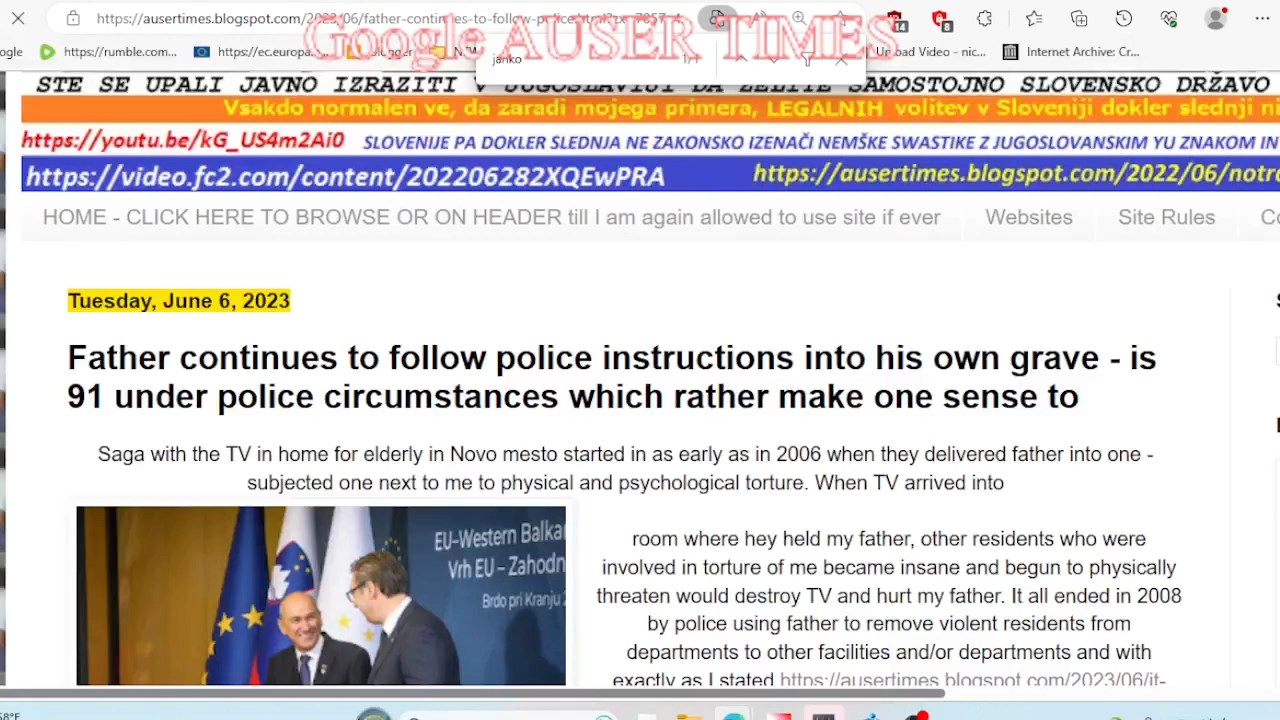 https://ausertimes.blogspot.com/2023/06/father-continues-to-follow-police.html?
Google AUSER TIMES
https://rumble.com...
https://ec.europa...
Upload Video - nic...
Internet Archive: Cr...
janko
1/1
STE SE UPALI JAVNO IZRAZITI V JUGOSLAVIJI DA ŽELITE SAMOSTOJNO SLOVENSKO DRŽAVO
Vsakdo normalen ve, da zaradi mojega primera, LEGALNIH volitev v Sloveniji dokler slednji ni
https://youtu.be/kG_US4m2Ai0 SLOVENIJE PA DOKLER SLEDNJA NE ZAKONSKO IZENAČI NEMŠKE SWASTIKE Z JUGOSLOVANSKIM YU ZNAKOM IN
https://video.fc2.com/content/202206282XQEwPRA https://ausertimes.blogspot.com/2022/06/notra
HOME - CLICK HERE TO BROWSE OR ON HEADER till I am again allowed to use site if ever Websites Site Rules
Tuesday, June 6, 2023
Father continues to follow police instructions into his own grave - is
91 under police circumstances which rather make one sense to
Saga with the TV in home for elderly in Novo mesto started in as early as in 2006 when they delivered father into one -
subjected one next to me to physical and psychological torture. When TV arrived into
EU-Western Balkan
Vrh EU – Zahodn
Brdo pri Kranju
room where hey held my father, other residents who were
involved in torture of me became insane and begun to physically
threaten would destroy TV and hurt my father. It all ended in 2008
by police using father to remove violent residents from
departments to other facilities and/or departments and with
exactly as I stated https://ausertimes.blogspot.com/2023/06/it-